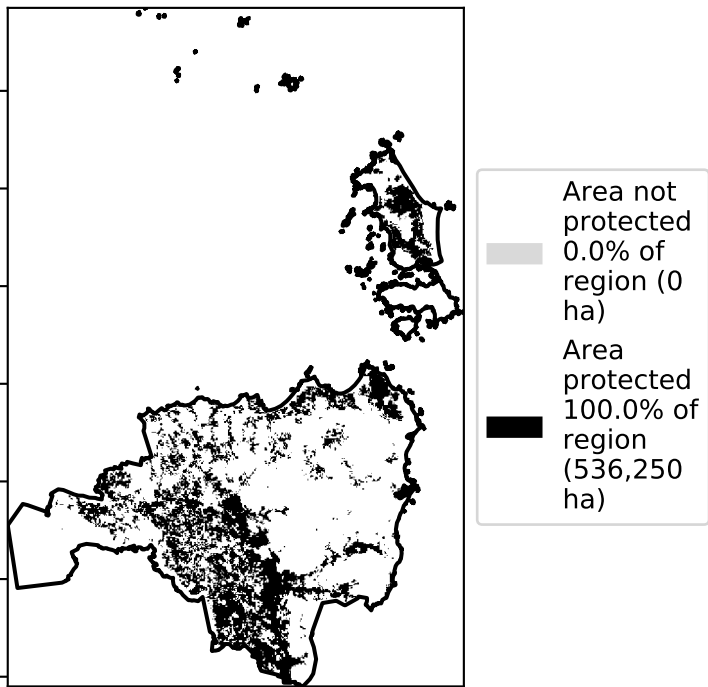 Area not
protected
0.0% of
region (0
ha)
Area
protected
100.0% of
region
(536,250
ha)